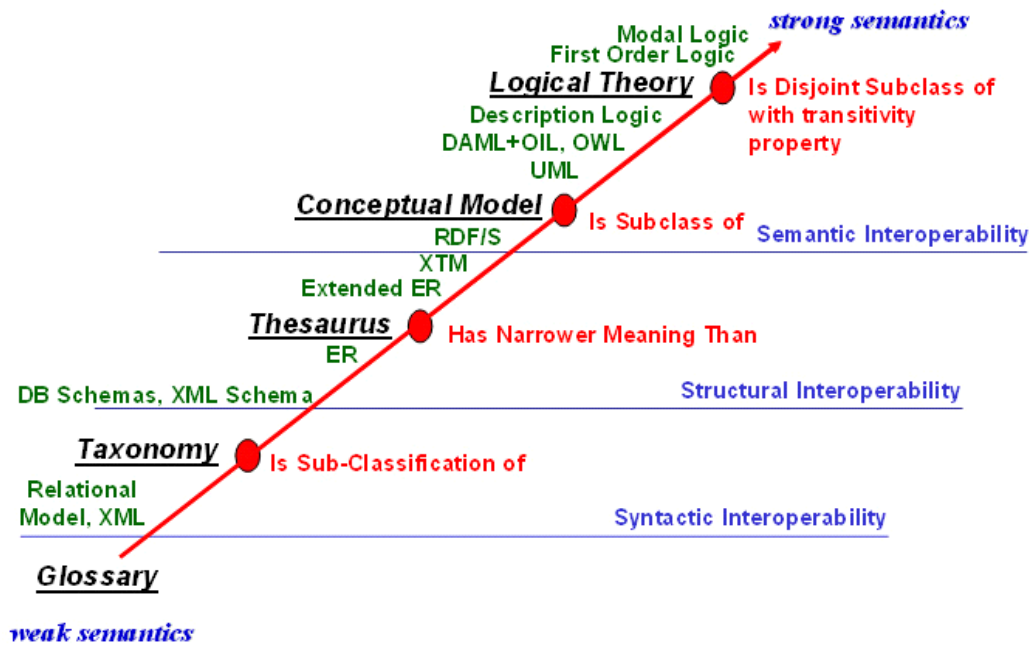 strong semantics
Modal Logic
First Order Logic
Logical Theory
Is Disjoint Subclass of
with transitivity
property
Description Logic
DAML+OIL, OWL
UML
Conceptual Model
Is Subclass of
RDF/S
Semantic Interoperability
XTM
Extended ER
Thesaurus
Has Narrower Meaning Than
ER
DB Schemas, XML Schema
Structural Interoperability
Taxonomy
Is Sub-Classification of
Relational
Model, XML
Syntactic Interoperability
Glossary
weak semantics